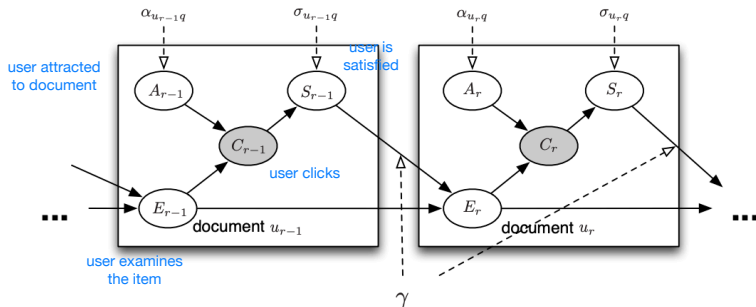 α_{u_{r−1}q} σ_{u_{r−1}q} α_{u_r q} σ_{u_r q}
user attracted
to document
user is
satisfied
A_{r−1} S_{r−1} A_r S_r
C_{r−1} C_r
user clicks
... E_{r−1} E_r ...
document u_{r−1} document u_r
user examines
the item
γ